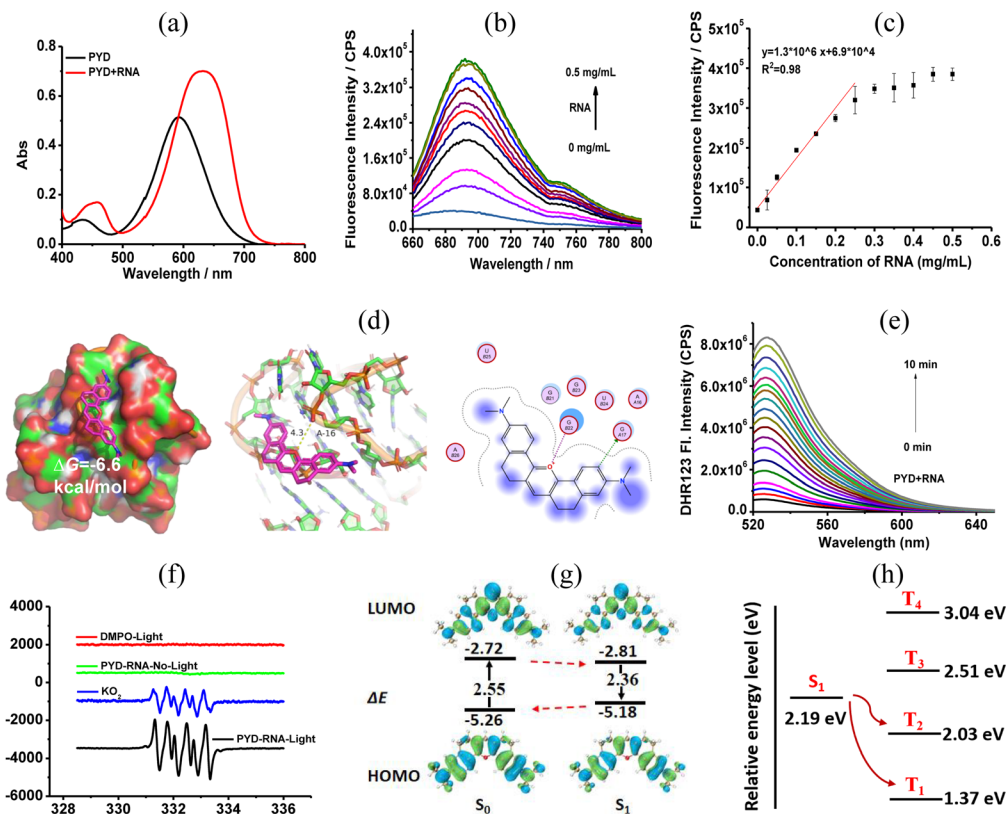 (a)
PYD
PYD+RNA
Abs
0.8
0.6
0.4
0.2
0.0
400 500 600 700 800
Wavelength / nm
(b)
Fluorescence Intensity / CPS
4.0x10^5
3.2x10^5
2.4x10^5
1.6x10^5
8.0x10^4
0.0
0.5 mg/mL
RNA
0 mg/mL
660 680 700 720 740 760 780 800
Wavelength / nm
(c)
Fluorescence Intensity / CPS
y=1.3*10^6 x+6.9*10^4
R²=0.98
5x10^5
4x10^5
3x10^5
2x10^5
1x10^5
0
0.0 0.1 0.2 0.3 0.4 0.5 0.6
Concentration of RNA (mg/mL)
(d)
ΔG=-6.6
kcal/mol
4.3
A-16
U
B25
G
B21
G
B23
U
B24
A
A16
G
B22
G
A17
A
B26
N
O
N
(e)
DHR123 Fl. Intensity (CPS)
8.0x10^6
6.0x10^6
4.0x10^6
2.0x10^6
0.0
10 min
0 min
PYD+RNA
520 560 600 640
Wavelength (nm)
(f)
4000
2000
0
-2000
-4000
-6000
DMPO-Light
PYD-RNA-No-Light
KO₂
PYD-RNA-Light
328 330 332 334 336
(g)
LUMO
-2.72
-2.81
ΔE
2.55
2.36
-5.26
-5.18
HOMO
S₀
S₁
(h)
Relative energy level (eV)
S₁
2.19 eV
T₄
3.04 eV
T₃
2.51 eV
T₂
2.03 eV
T₁
1.37 eV